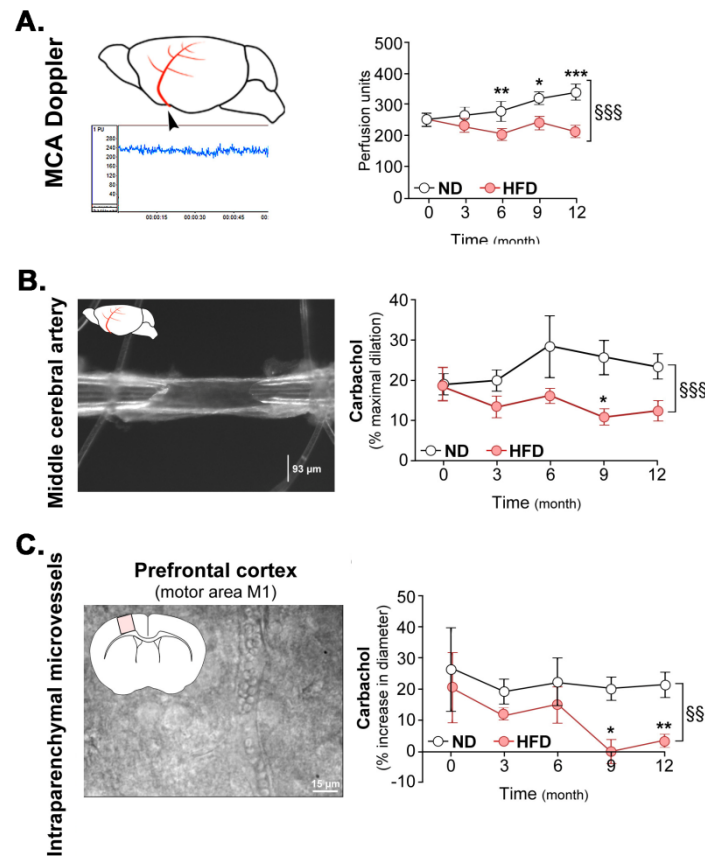 A.
MCA Doppler
1 PU
280
240
200
160
120
80
40
00:00:15 00:00:30 00:00:45 00:
Perfusion units
500
400
300
200
100
0
** * ***
§§§
ND HFD
0 3 6 9 12
Time (month)
B.
Middle cerebral artery
93 µm
Carbachol
(% maximal dilation)
40
30
20
10
0
*
§§§
ND HFD
0 3 6 9 12
Time (month)
C.
Intraparenchymal microvessels
Prefrontal cortex
(motor area M1)
15 µm
Carbachol
(% increase in diameter)
50
40
30
20
10
0
-10
* **
§§
ND HFD
0 3 6 9 12
Time (month)